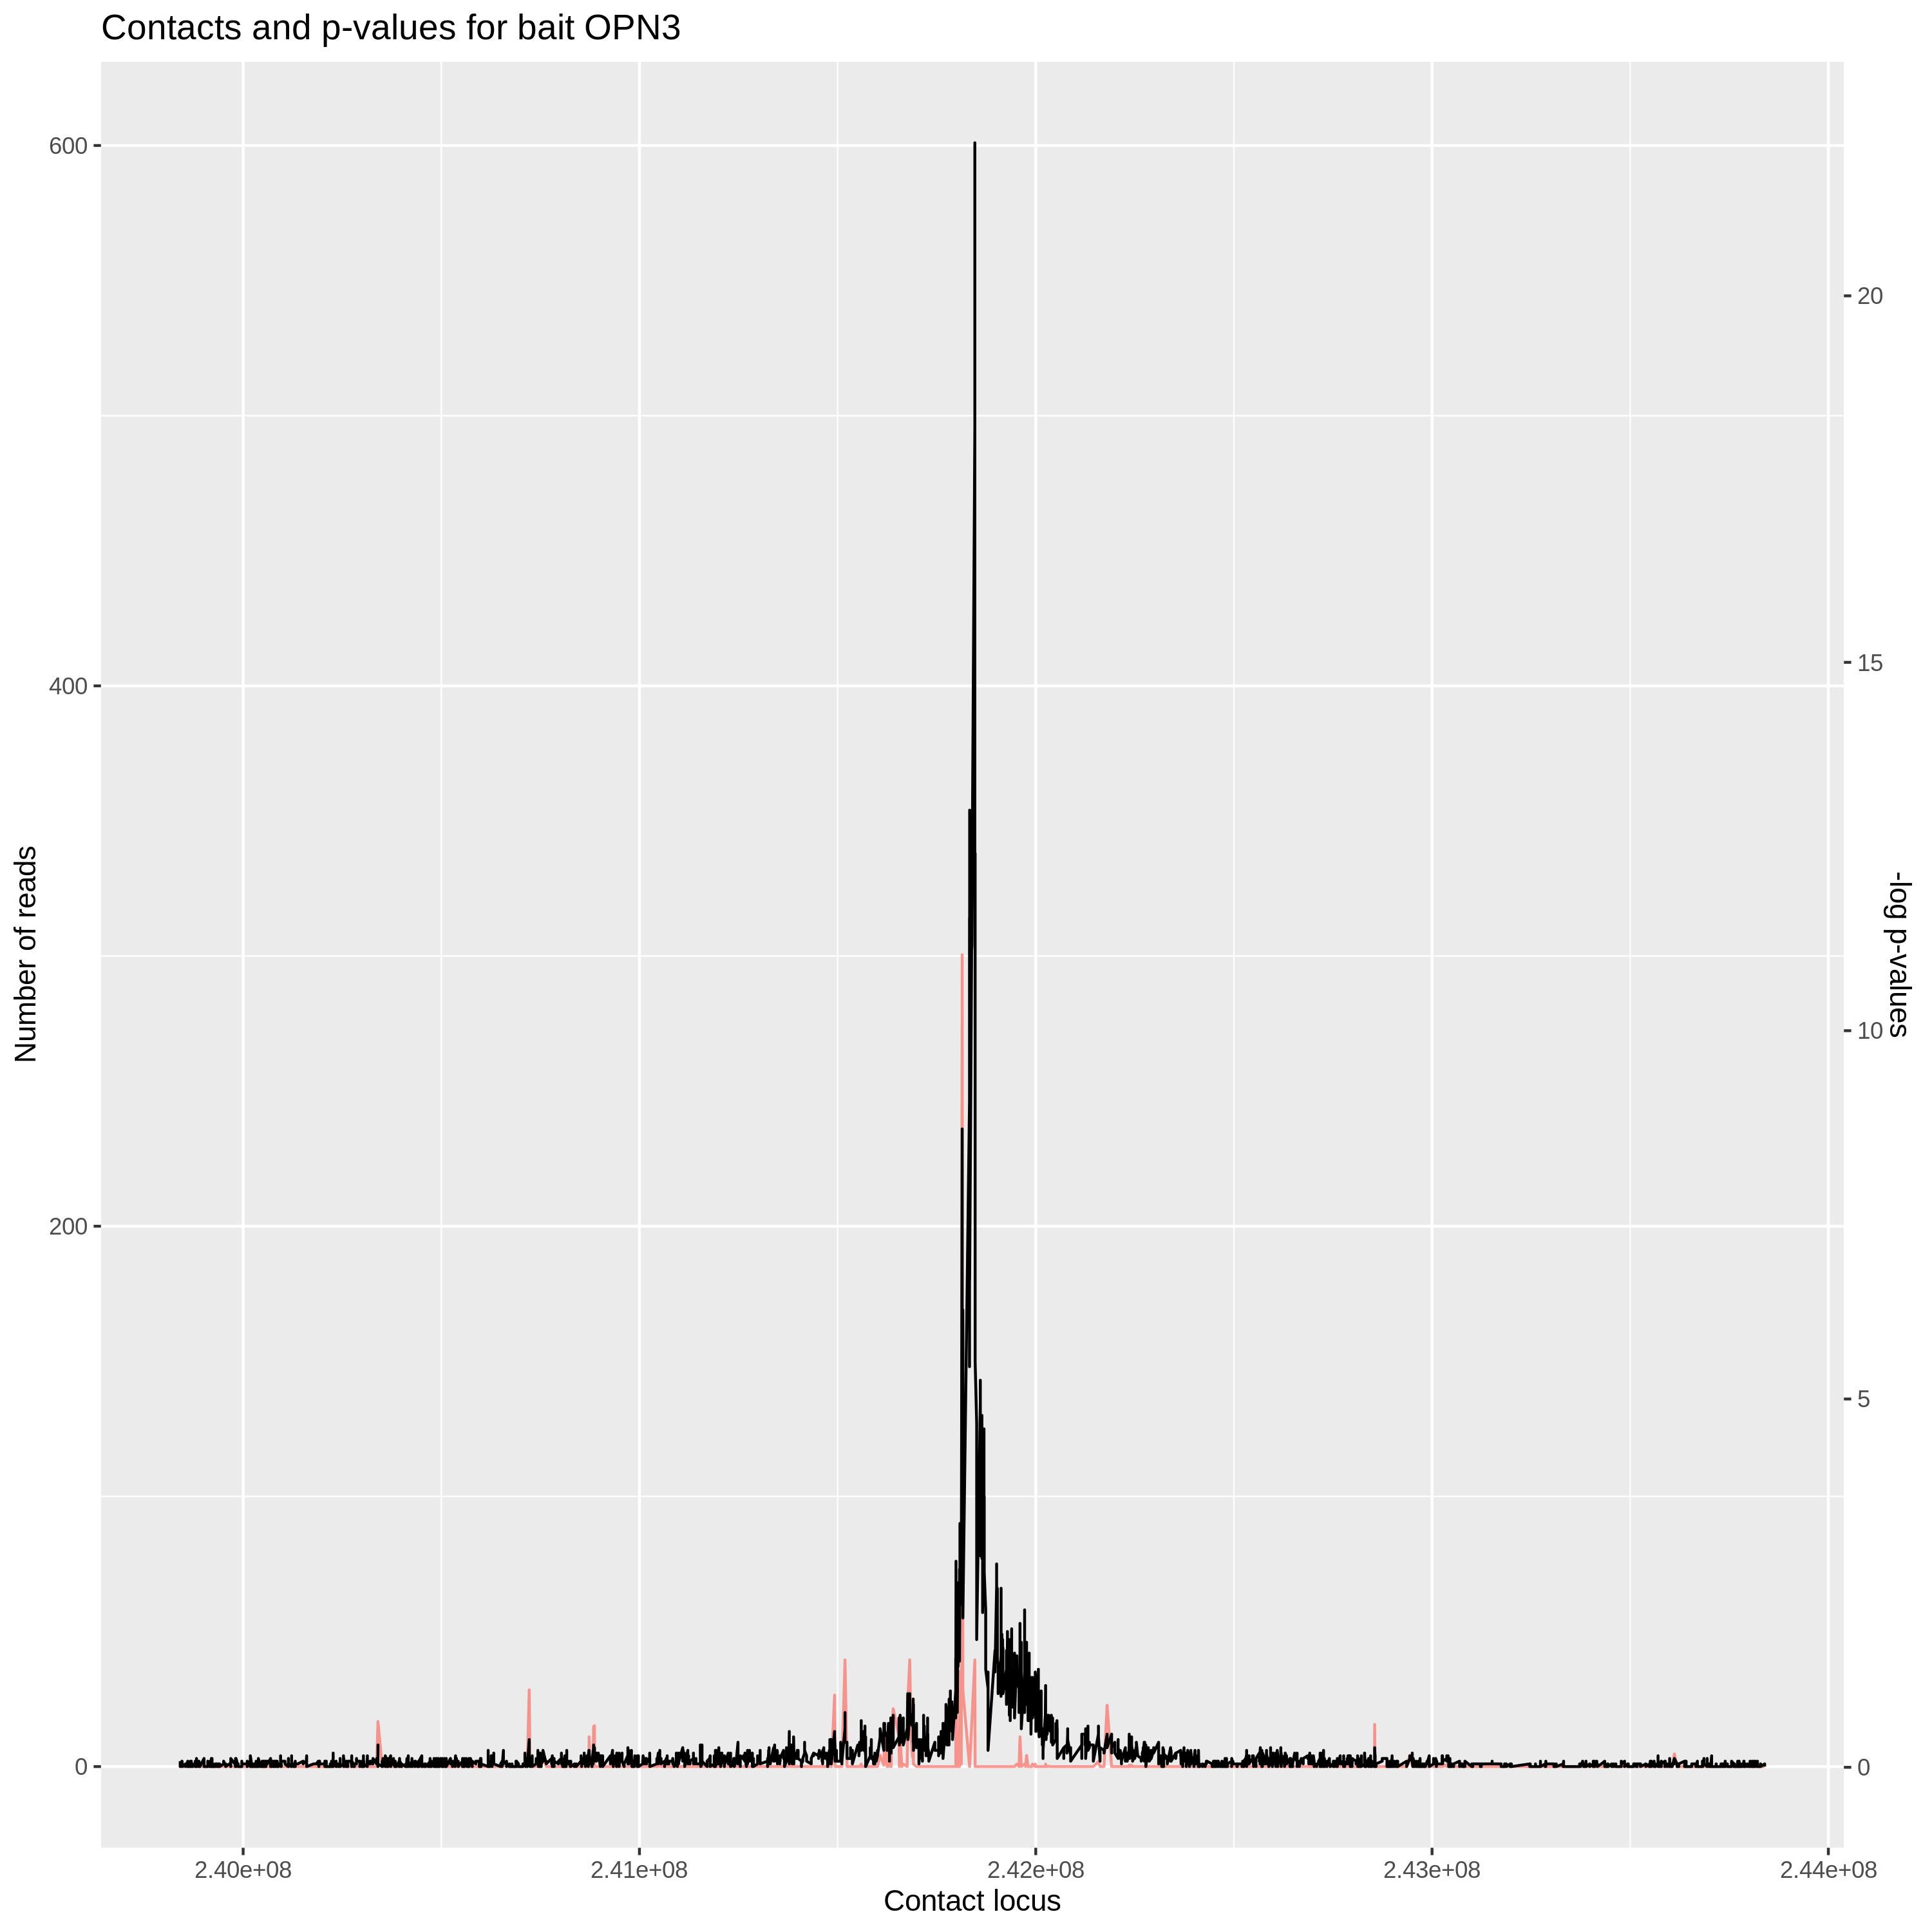 Contacts and p-values for bait OPN3
600
400
200
0
Number of reads
20
15
10
5
0
-log p-values
2.40e+08
2.41e+08
2.42e+08
2.43e+08
2.44e+08
Contact locus